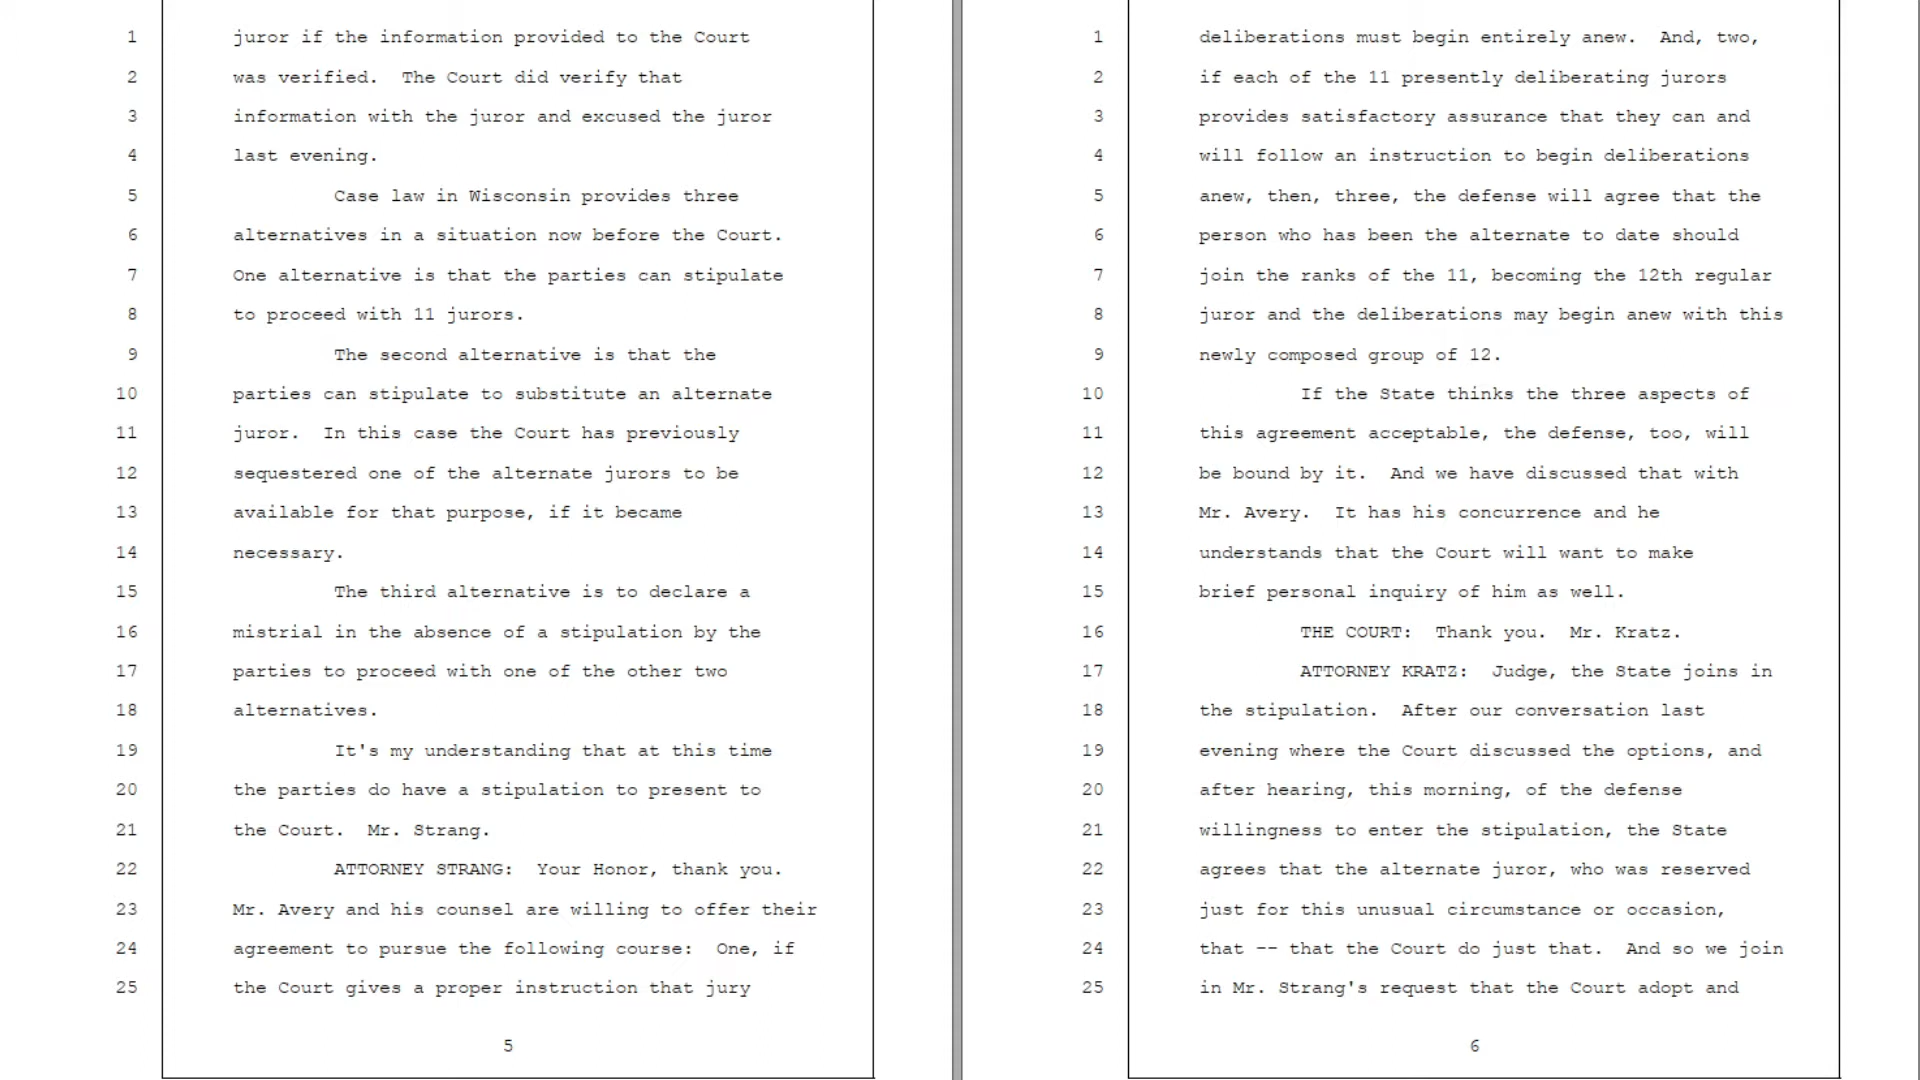 1 juror if the information provided to the Court
2 was verified. The Court did verify that
3 information with the juror and excused the juror
4 last evening.
5 Case law in Wisconsin provides three
6 alternatives in a situation now before the Court.
7 One alternative is that the parties can stipulate
8 to proceed with 11 jurors.
9 The second alternative is that the
10 parties can stipulate to substitute an alternate
11 juror. In this case the Court has previously
12 sequestered one of the alternate jurors to be
13 available for that purpose, if it became
14 necessary.
15 The third alternative is to declare a
16 mistrial in the absence of a stipulation by the
17 parties to proceed with one of the other two
18 alternatives.
19 It's my understanding that at this time
20 the parties do have a stipulation to present to
21 the Court. Mr. Strang.
22 ATTORNEY STRANG: Your Honor, thank you.
23 Mr. Avery and his counsel are willing to offer their
24 agreement to pursue the following course: One, if
25 the Court gives a proper instruction that jury
5
1 deliberations must begin entirely anew. And, two,
2 if each of the 11 presently deliberating jurors
3 provides satisfactory assurance that they can and
4 will follow an instruction to begin deliberations
5 anew, then, three, the defense will agree that the
6 person who has been the alternate to date should
7 join the ranks of the 11, becoming the 12th regular
8 juror and the deliberations may begin anew with this
9 newly composed group of 12.
10 If the State thinks the three aspects of
11 this agreement acceptable, the defense, too, will
12 be bound by it. And we have discussed that with
13 Mr. Avery. It has his concurrence and he
14 understands that the Court will want to make
15 brief personal inquiry of him as well.
16 THE COURT: Thank you. Mr. Kratz.
17 ATTORNEY KRATZ: Judge, the State joins in
18 the stipulation. After our conversation last
19 evening where the Court discussed the options, and
20 after hearing, this morning, of the defense
21 willingness to enter the stipulation, the State
22 agrees that the alternate juror, who was reserved
23 just for this unusual circumstance or occasion,
24 that -- that the Court do just that. And so we join
25 in Mr. Strang's request that the Court adopt and
6